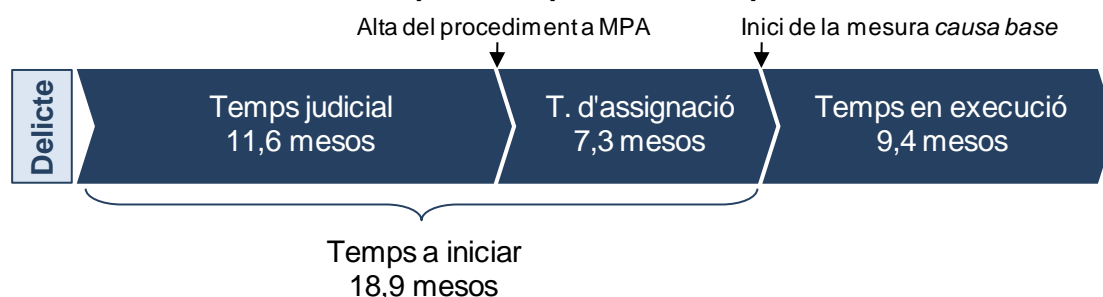 Alta del procediment a MPA
Inici de la mesura causa base
Delicte
Temps judicial
11,6 mesos
T. d'assignació
7,3 mesos
Temps en execució
9,4 mesos
Temps a iniciar
18,9 mesos